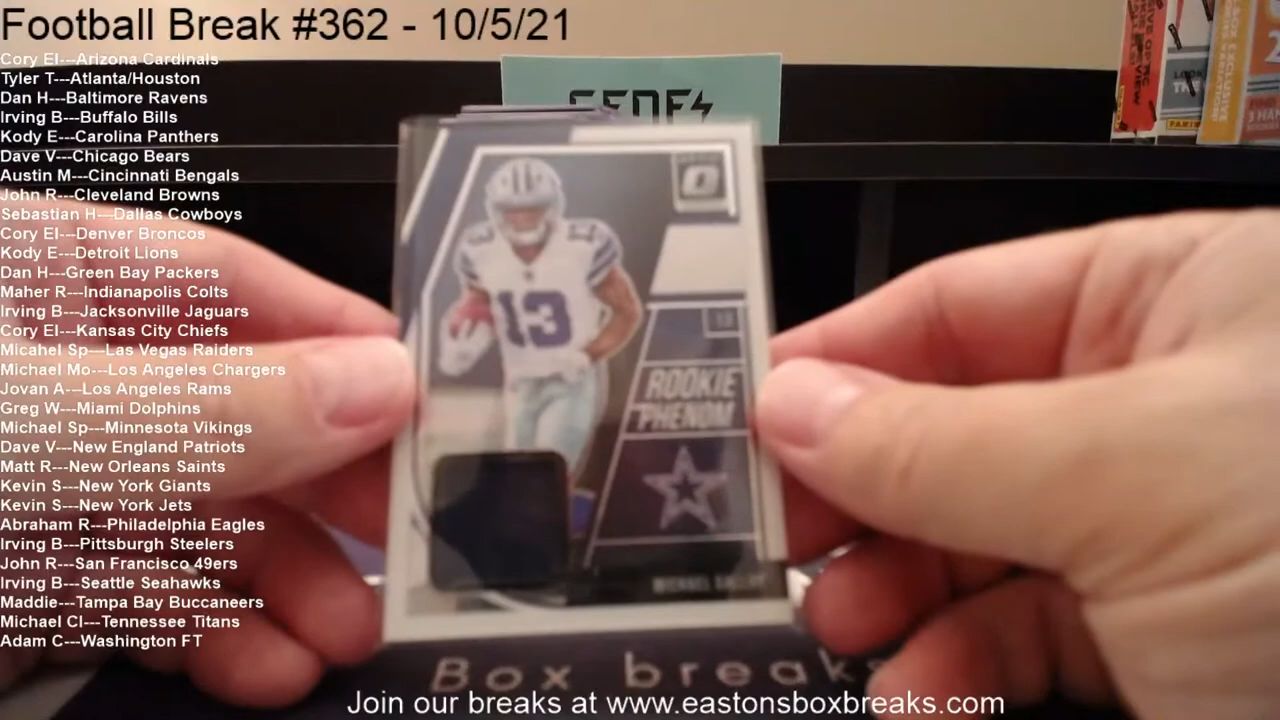 Football Break #362 - 10/5/21
Cory El---Arizona Cardinals
Tyler T---Atlanta/Houston
Dan H---Baltimore Ravens
Irving B---Buffalo Bills
Kody E---Carolina Panthers
Dave V---Chicago Bears
Austin M---Cincinnati Bengals
John R---Cleveland Browns
Sebastian H---Dallas Cowboys
Cory El---Denver Broncos
Kody E---Detroit Lions
Dan H---Green Bay Packers
Maher R---Indianapolis Colts
Irving B---Jacksonville Jaguars
Cory El---Kansas City Chiefs
Micahel Sp---Las Vegas Raiders
Michael Mo---Los Angeles Chargers
Jovan A---Los Angeles Rams
Greg W---Miami Dolphins
Michael Sp---Minnesota Vikings
Dave V---New England Patriots
Matt R---New Orleans Saints
Kevin S---New York Giants
Kevin S---New York Jets
Abraham R---Philadelphia Eagles
Irving B---Pittsburgh Steelers
John R---San Francisco 49ers
Irving B---Seattle Seahawks
Maddie---Tampa Bay Buccaneers
Michael Cl---Tennessee Titans
Adam C---Washington FT
13
13
ROOKIE
PHENOM
MICHAEL
PANINI
Box breaks
Join our breaks at www.eastonsboxbreaks.com